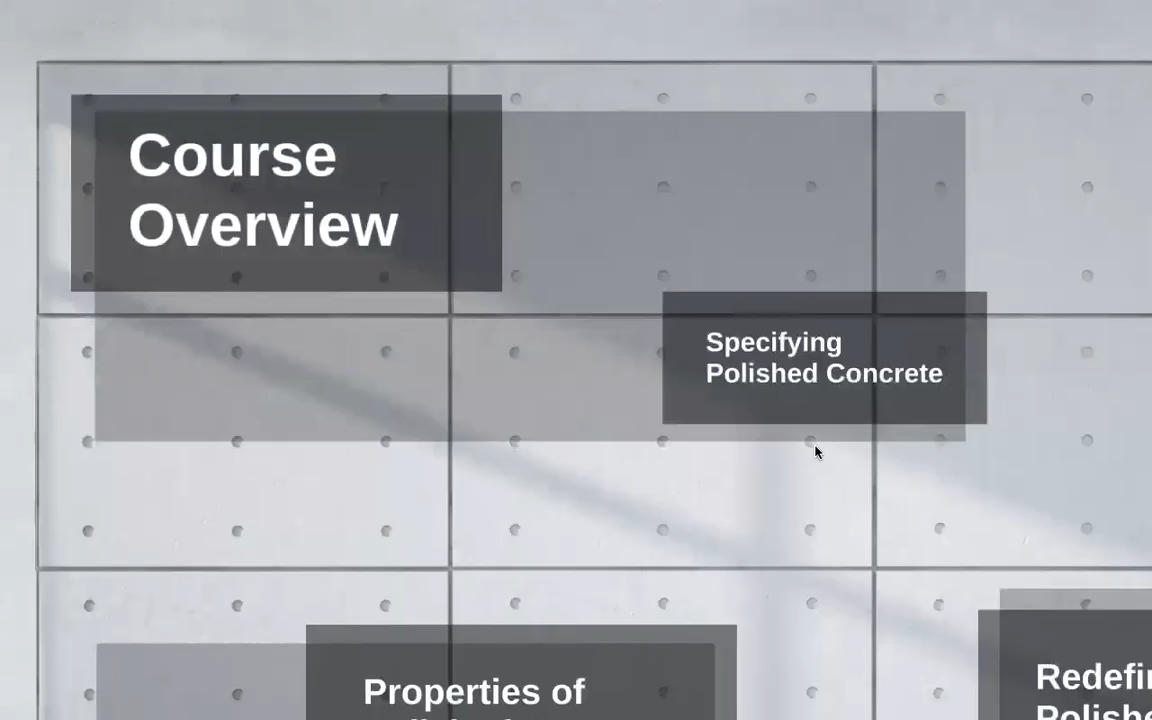 Course
Overview
Specifying
Polished Concrete
Properties of